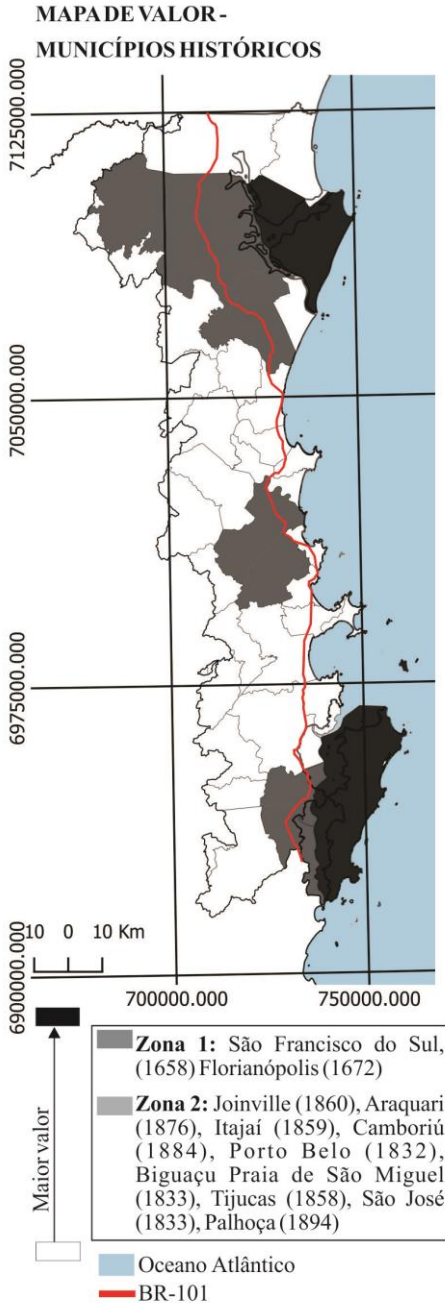 MAPA DE VALOR -
MUNICÍPIOS HISTÓRICOS
7125000.000
7050000.000
6975000.000
6900000.000
10 0 10 Km
700000.000 750000.000
Maior valor
Zona 1: São Francisco do Sul,
(1658) Florianópolis (1672)
Zona 2: Joinville (1860), Araquari
(1876), Itajaí (1859), Camboriú
(1884), Porto Belo (1832),
Biguaçu Praia de São Miguel
(1833), Tijucas (1858), São José
(1833), Palhoça (1894)
Oceano Atlântico
BR-101